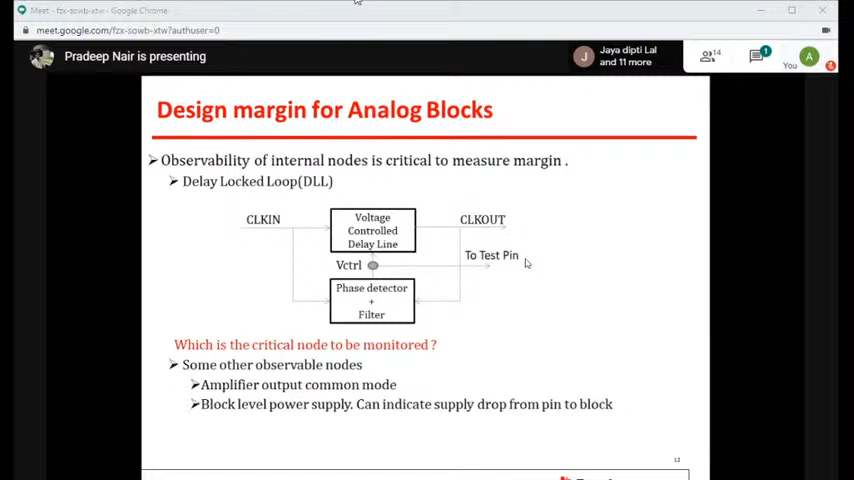 Meet - fzx-sowb-xtw - Google Chrome
meet.google.com/fzx-sowb-xtw?authuser=0
Pradeep Nair is presenting
J
Jaya dipti Lal
and 11 more
14
1
You
A
Design margin for Analog Blocks
Observability of internal nodes is critical to measure margin .
Delay Locked Loop(DLL)
CLKIN
Voltage
Controlled
Delay Line
CLKOUT
To Test Pin
Vctrl
Phase detector
+
Filter
Which is the critical node to be monitored ?
Some other observable nodes
Amplifier output common mode
Block level power supply. Can indicate supply drop from pin to block